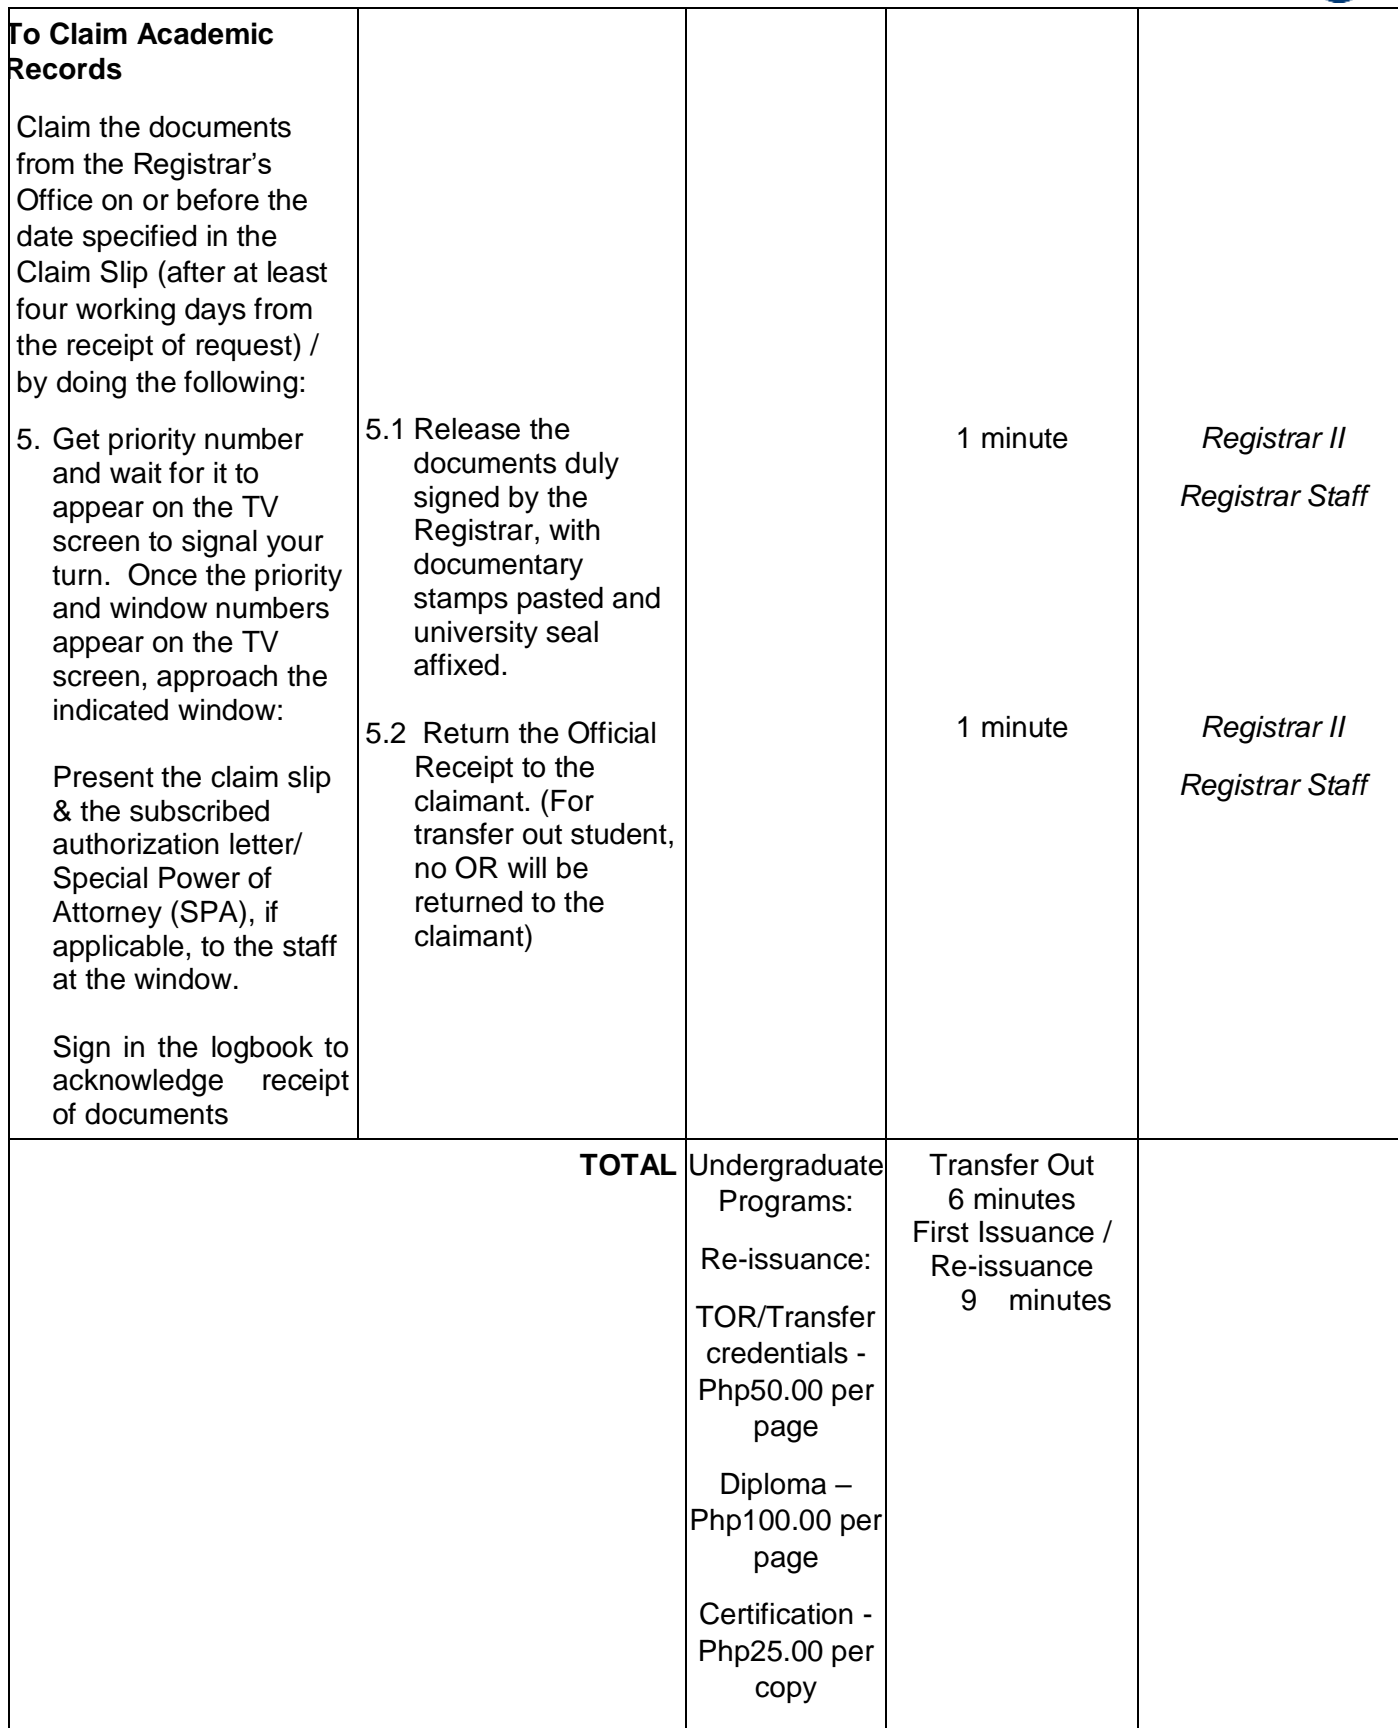 To Claim Academic
Records
Claim the documents
from the Registrar’s
Office on or before the
date specified in the
Claim Slip (after at least
four working days from
the receipt of request) /
by doing the following:
5. Get priority number
and wait for it to
appear on the TV
screen to signal your
turn.  Once the priority
and window numbers
appear on the TV
screen, approach the
indicated window:
Present the claim slip
& the subscribed
authorization letter/
Special Power of
Attorney (SPA), if
applicable, to the staff
at the window.
Sign in the logbook to
acknowledge receipt
of documents
5.1 Release the
documents duly
signed by the
Registrar, with
documentary
stamps pasted and
university seal
affixed.
5.2 Return the Official
Receipt to the
claimant. (For
transfer out student,
no OR will be
returned to the
claimant)
1 minute
1 minute
Registrar II
Registrar Staff
Registrar II
Registrar Staff
TOTAL
Undergraduate
Programs:
Re-issuance:
TOR/Transfer
credentials -
Php50.00 per
page
Diploma –
Php100.00 per
page
Certification -
Php25.00 per
copy
Transfer Out
6 minutes
First Issuance /
Re-issuance
9 minutes